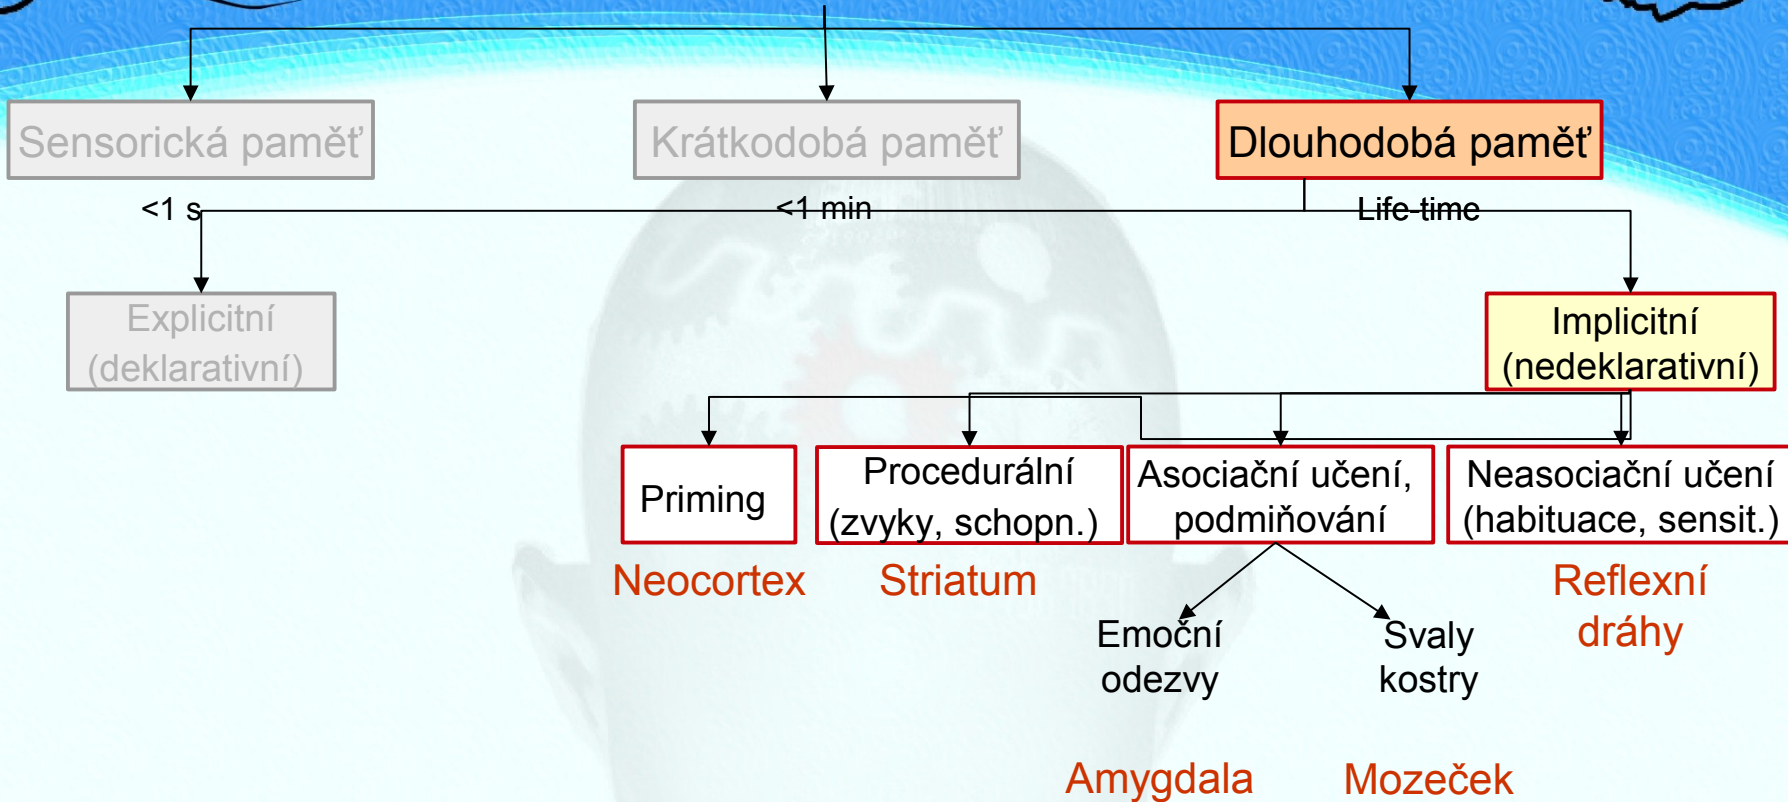 Sensorická paměť
Krátkodobá paměť
Dlouhodobá paměť
<1 s
<1 min
Life-time
Explicitní
(deklarativní)
Implicitní
(nedeklarativní)
Priming
Procedurální
(zvyky, schopn.)
Asociační učení,
podmiňování
Neasociační učení
(habituace, sensit.)
Neocortex
Striatum
Reflexní
dráhy
Emoční
odezvy
Svaly
kostry
Amygdala
Mozeček